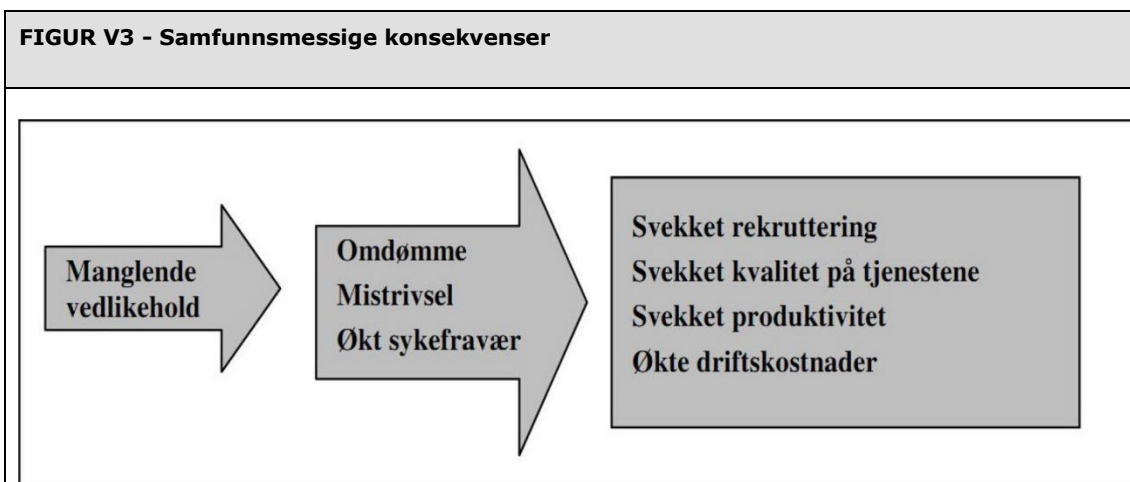 FIGUR V3 - Samfunnsmessige konsekvenser
Manglende
vedlikehold
Omdømme
Mistrivsel
Økt sykefravær
Svekket rekruttering
Svekket kvalitet på tjenestene
Svekket produktivitet
Økte driftskostnader